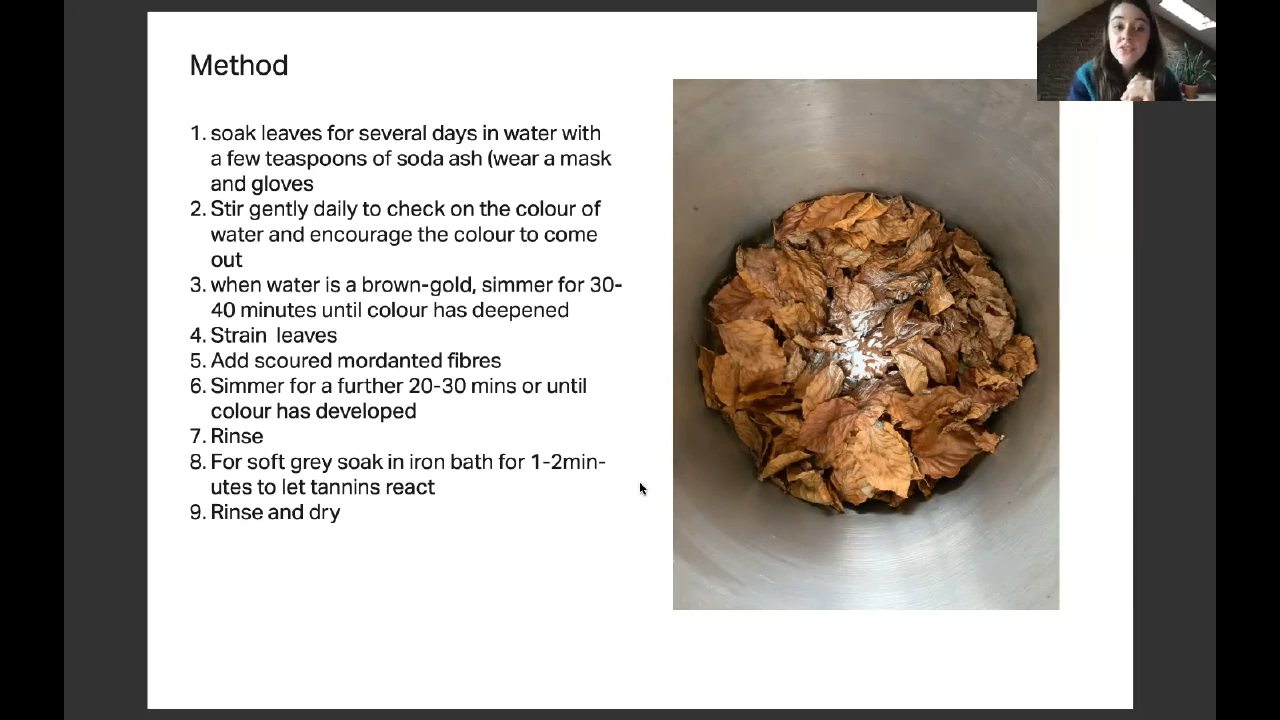 Method
1. soak leaves for several days in water with
a few teaspoons of soda ash (wear a mask
and gloves
2. Stir gently daily to check on the colour of
water and encourage the colour to come
out
3. when water is a brown-gold, simmer for 30-
40 minutes until colour has deepened
4. Strain  leaves
5. Add scoured mordanted fibres
6. Simmer for a further 20-30 mins or until
colour has developed
7. Rinse
8. For soft grey soak in iron bath for 1-2min-
utes to let tannins react
9. Rinse and dry